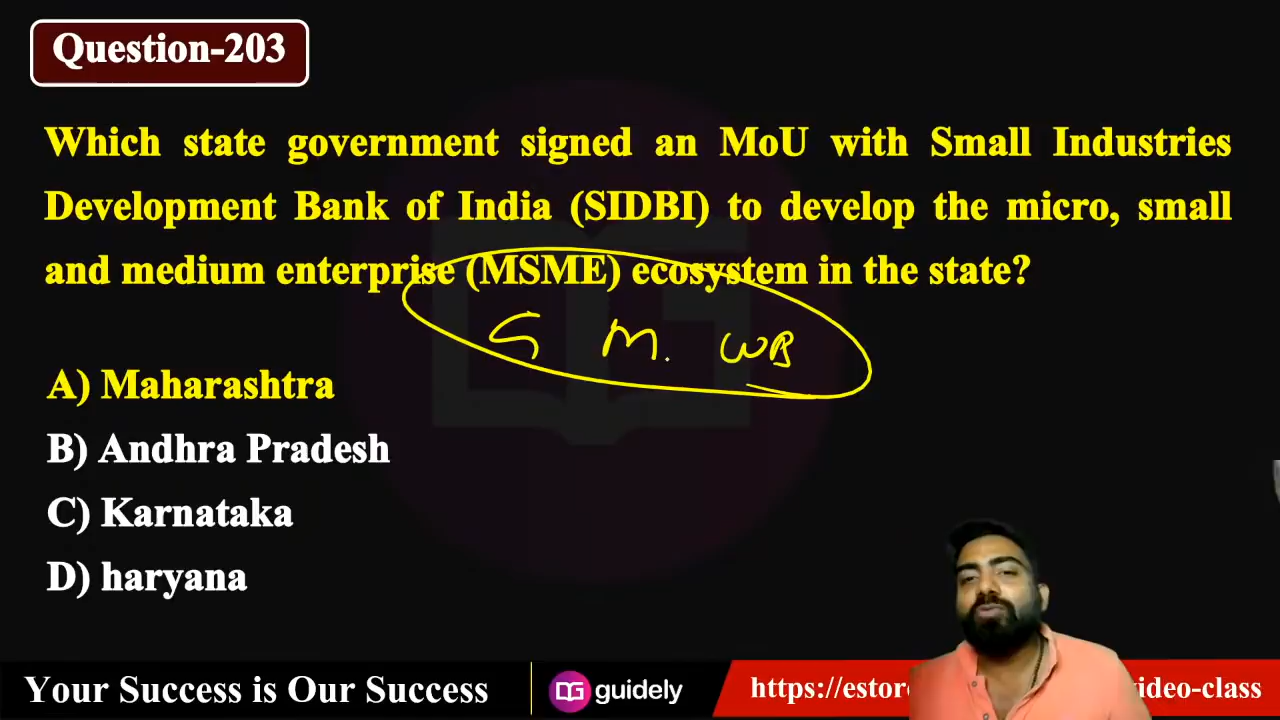 Question-203
Which state government signed an MoU with Small Industries
Development Bank of India (SIDBI) to develop the micro, small
and medium enterprise (MSME) ecosystem in the state?
G M. WB
A) Maharashtra
B) Andhra Pradesh
C) Karnataka
D) haryana
Your Success is Our Success
guidely
https://estor
ideo-class